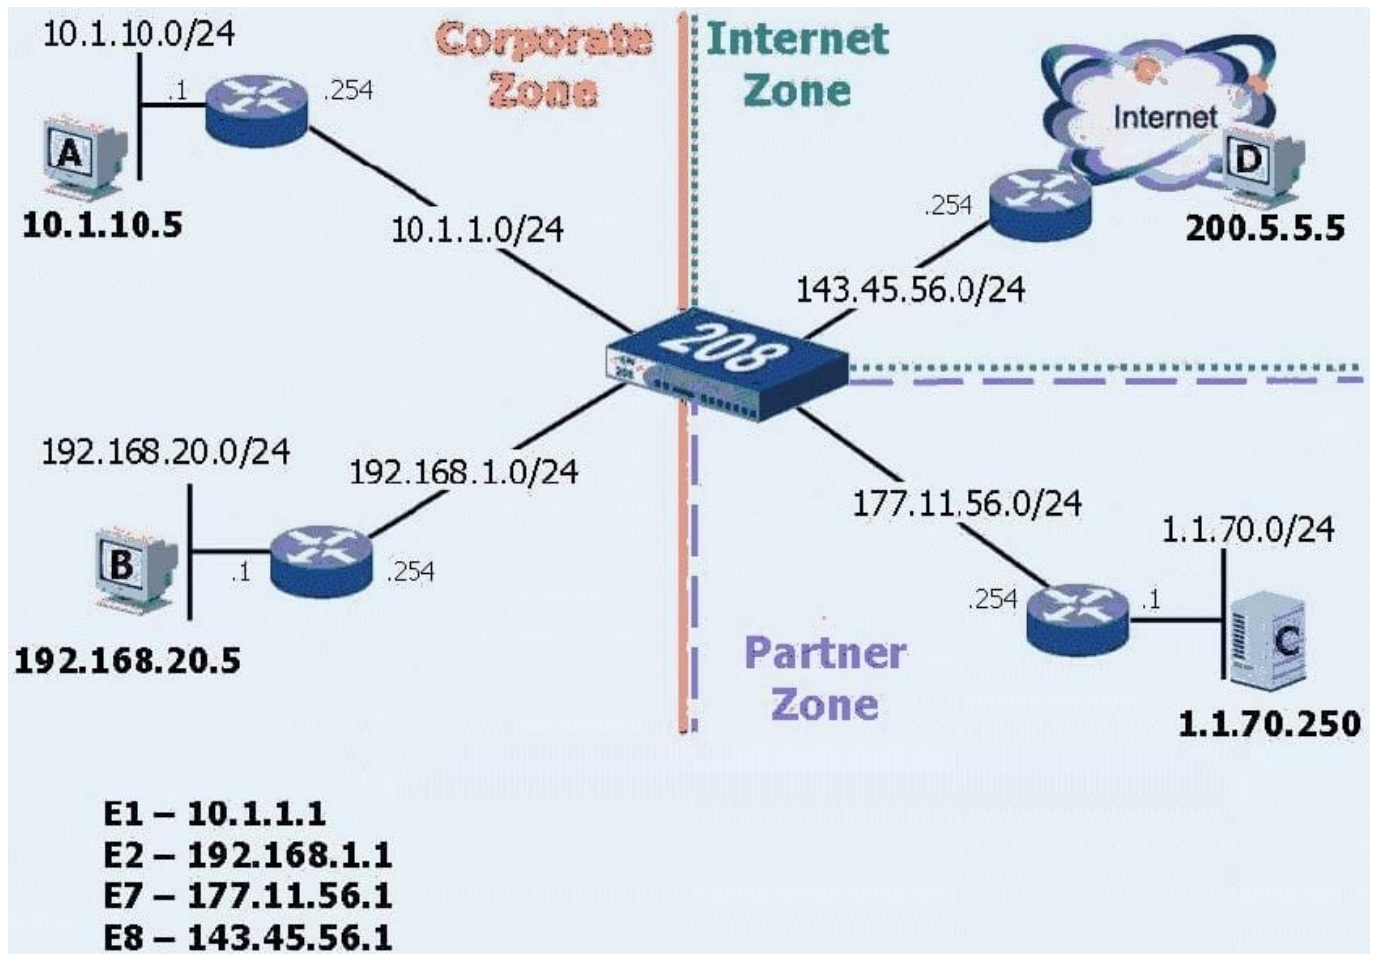 10.1.10.0/24
Corporate
Zone
Internet
Zone
.1
.254
Internet
A
D
10.1.10.5
.254
200.5.5.5
10.1.1.0/24
143.45.56.0/24
208
208
192.168.20.0/24
192.168.1.0/24
177.11.56.0/24
1.1.70.0/24
B
.1
.254
.254
.1
C
192.168.20.5
Partner
Zone
1.1.70.250
E1 – 10.1.1.1
E2 – 192.168.1.1
E7 – 177.11.56.1
E8 – 143.45.56.1